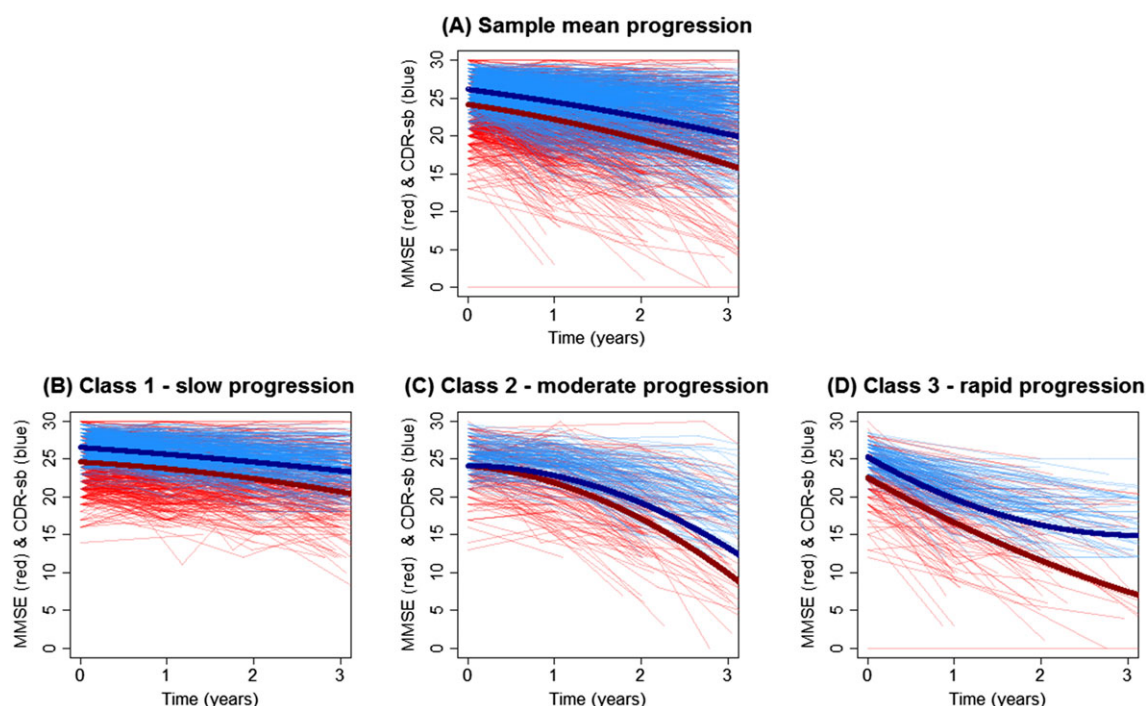 (A) Sample mean progression
MMSE (red) & CDR-sb (blue)
30
25
20
15
10
5
0
0 1 2 3
Time (years)
(B) Class 1 - slow progression
MMSE (red) & CDR-sb (blue)
30
25
20
15
10
5
0
0 1 2 3
Time (years)
(C) Class 2 - moderate progression
MMSE (red) & CDR-sb (blue)
30
25
20
15
10
5
0
0 1 2 3
Time (years)
(D) Class 3 - rapid progression
MMSE (red) & CDR-sb (blue)
30
25
20
15
10
5
0
0 1 2 3
Time (years)